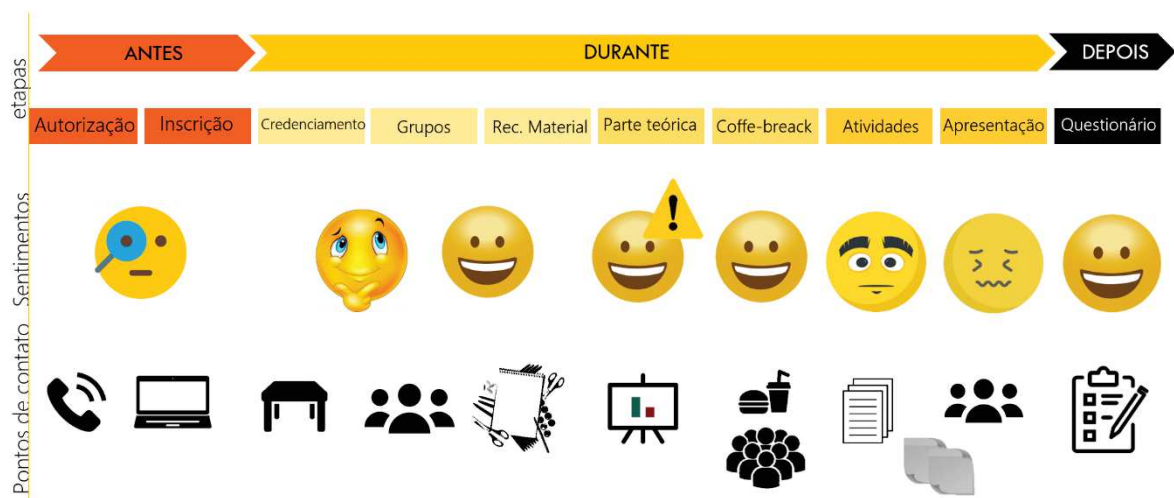 ANTES
DURANTE
DEPOIS
etapas
Autorização
Inscrição
Credenciamento
Grupos
Rec. Material
Parte teórica
Coffe-breack
Atividades
Apresentação
Questionário
Sentimentos
Pontos de contato